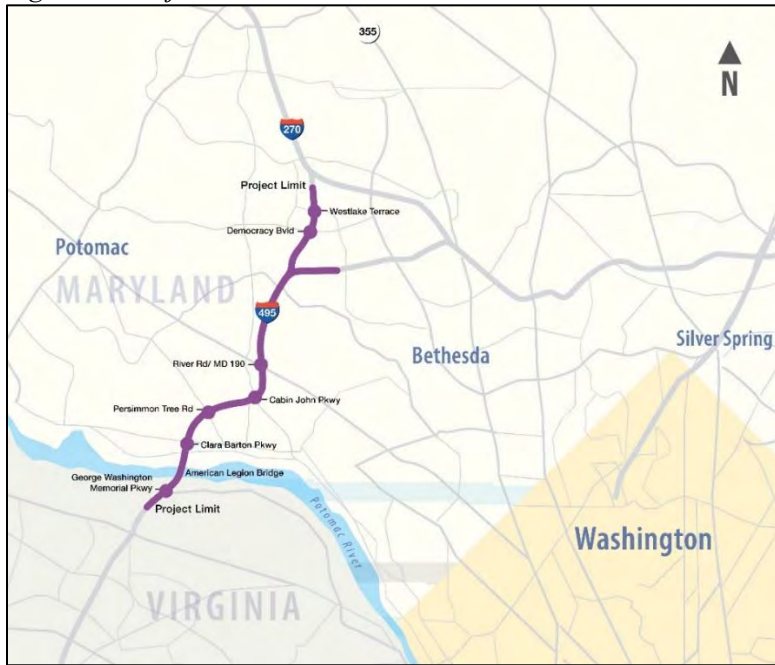 355
N
270
Project Limit
Westlake Terrace
Democracy Blvd
Potomac
MARYLAND
495
Silver Spring
Bethesda
River Rd/ MD 190
Cabin John Pkwy
Persimmon Tree Rd
Clara Barton Pkwy
George Washington
Memorial Pkwy
American Legion Bridge
Project Limit
Potomac River
Washington
VIRGINIA